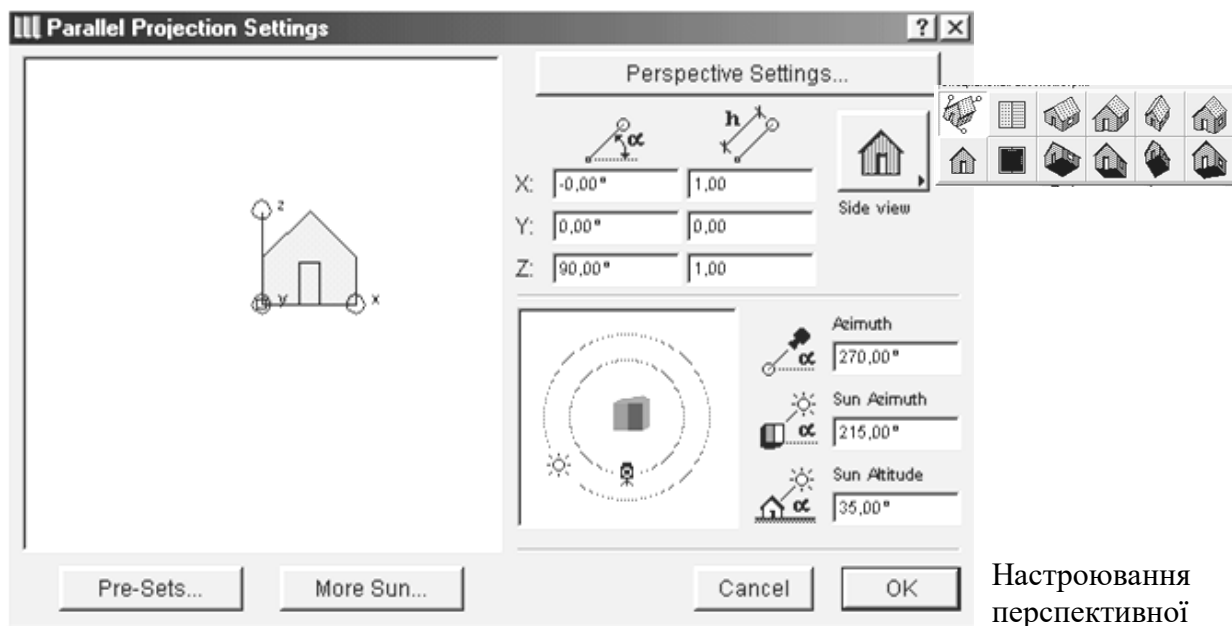 Parallel Projection Settings
Perspective Settings...
α h
X: -0,00° 1,00
Side view
Y: 0,00° 0,00
Z: 90,00° 1,00
z
y x
Azimuth
α 270,00°
Sun Azimuth
α 215,00°
Sun Altitude
α 35,00°
Pre-Sets... More Sun... Cancel OK
Настроювання
перспективної